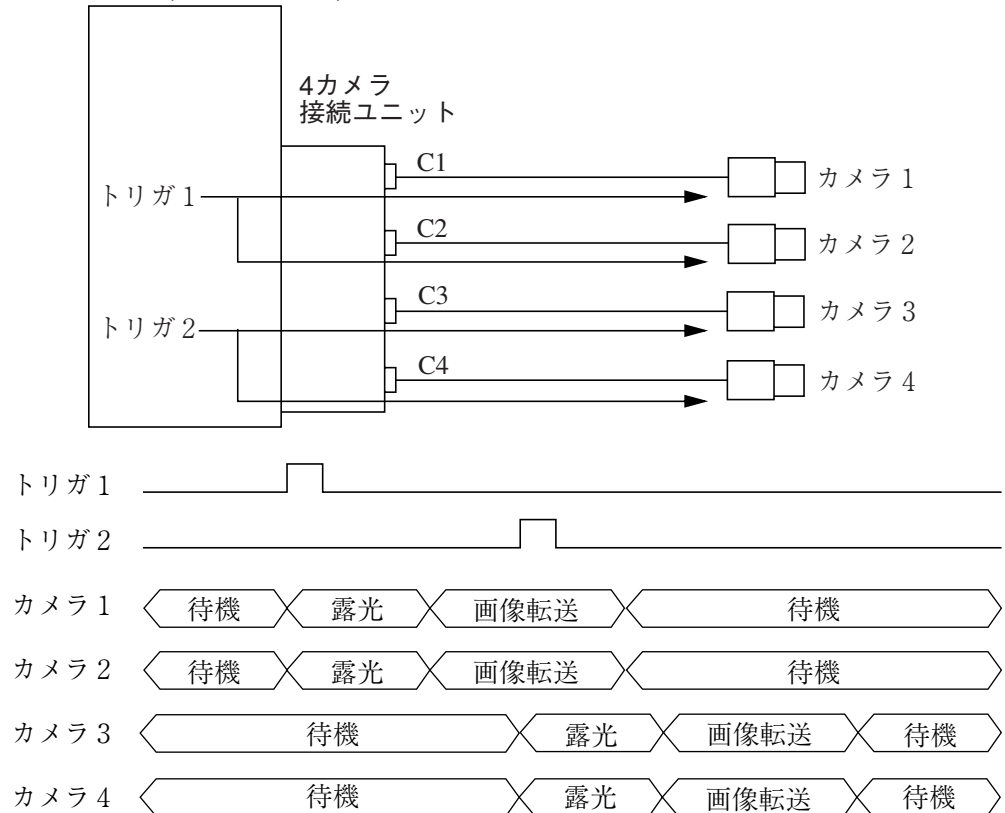 4カメラ
接続ユニット
C1
トリガ1
カメラ1
C2
カメラ2
C3
トリガ2
カメラ3
C4
カメラ4
トリガ1
トリガ2
カメラ1 待機 露光 画像転送 待機
カメラ2 待機 露光 画像転送 待機
カメラ3 待機 露光 画像転送 待機
カメラ4 待機 露光 画像転送 待機